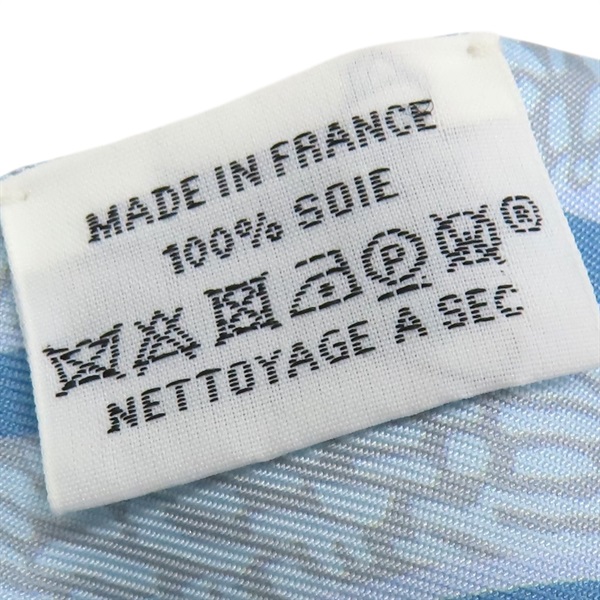 MADE IN FRANCE
100% SOIE
P W ®
NETTOYAGE A SEC